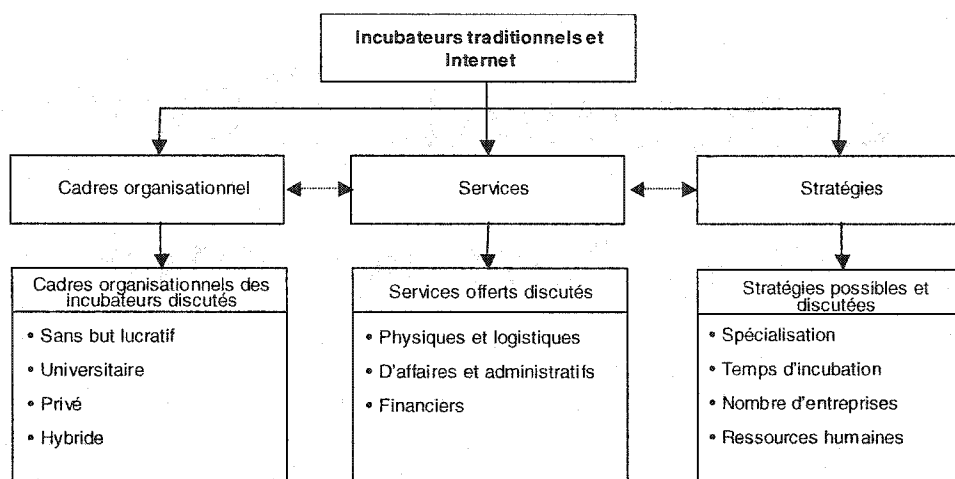 Incubateurs traditionnels et
Internet
Cadres organisationnel
Services
Stratégies
Cadres organisationnels des
incubateurs discutés
• Sans but lucratif
• Universitaire
• Privé
• Hybride
Services offerts discutés
• Physiques et logistiques
• D'affaires et administratifs
• Financiers
Stratégies possibles et
discutées
• Spécialisation
• Temps d'incubation
• Nombre d'entreprises
• Ressources humaines